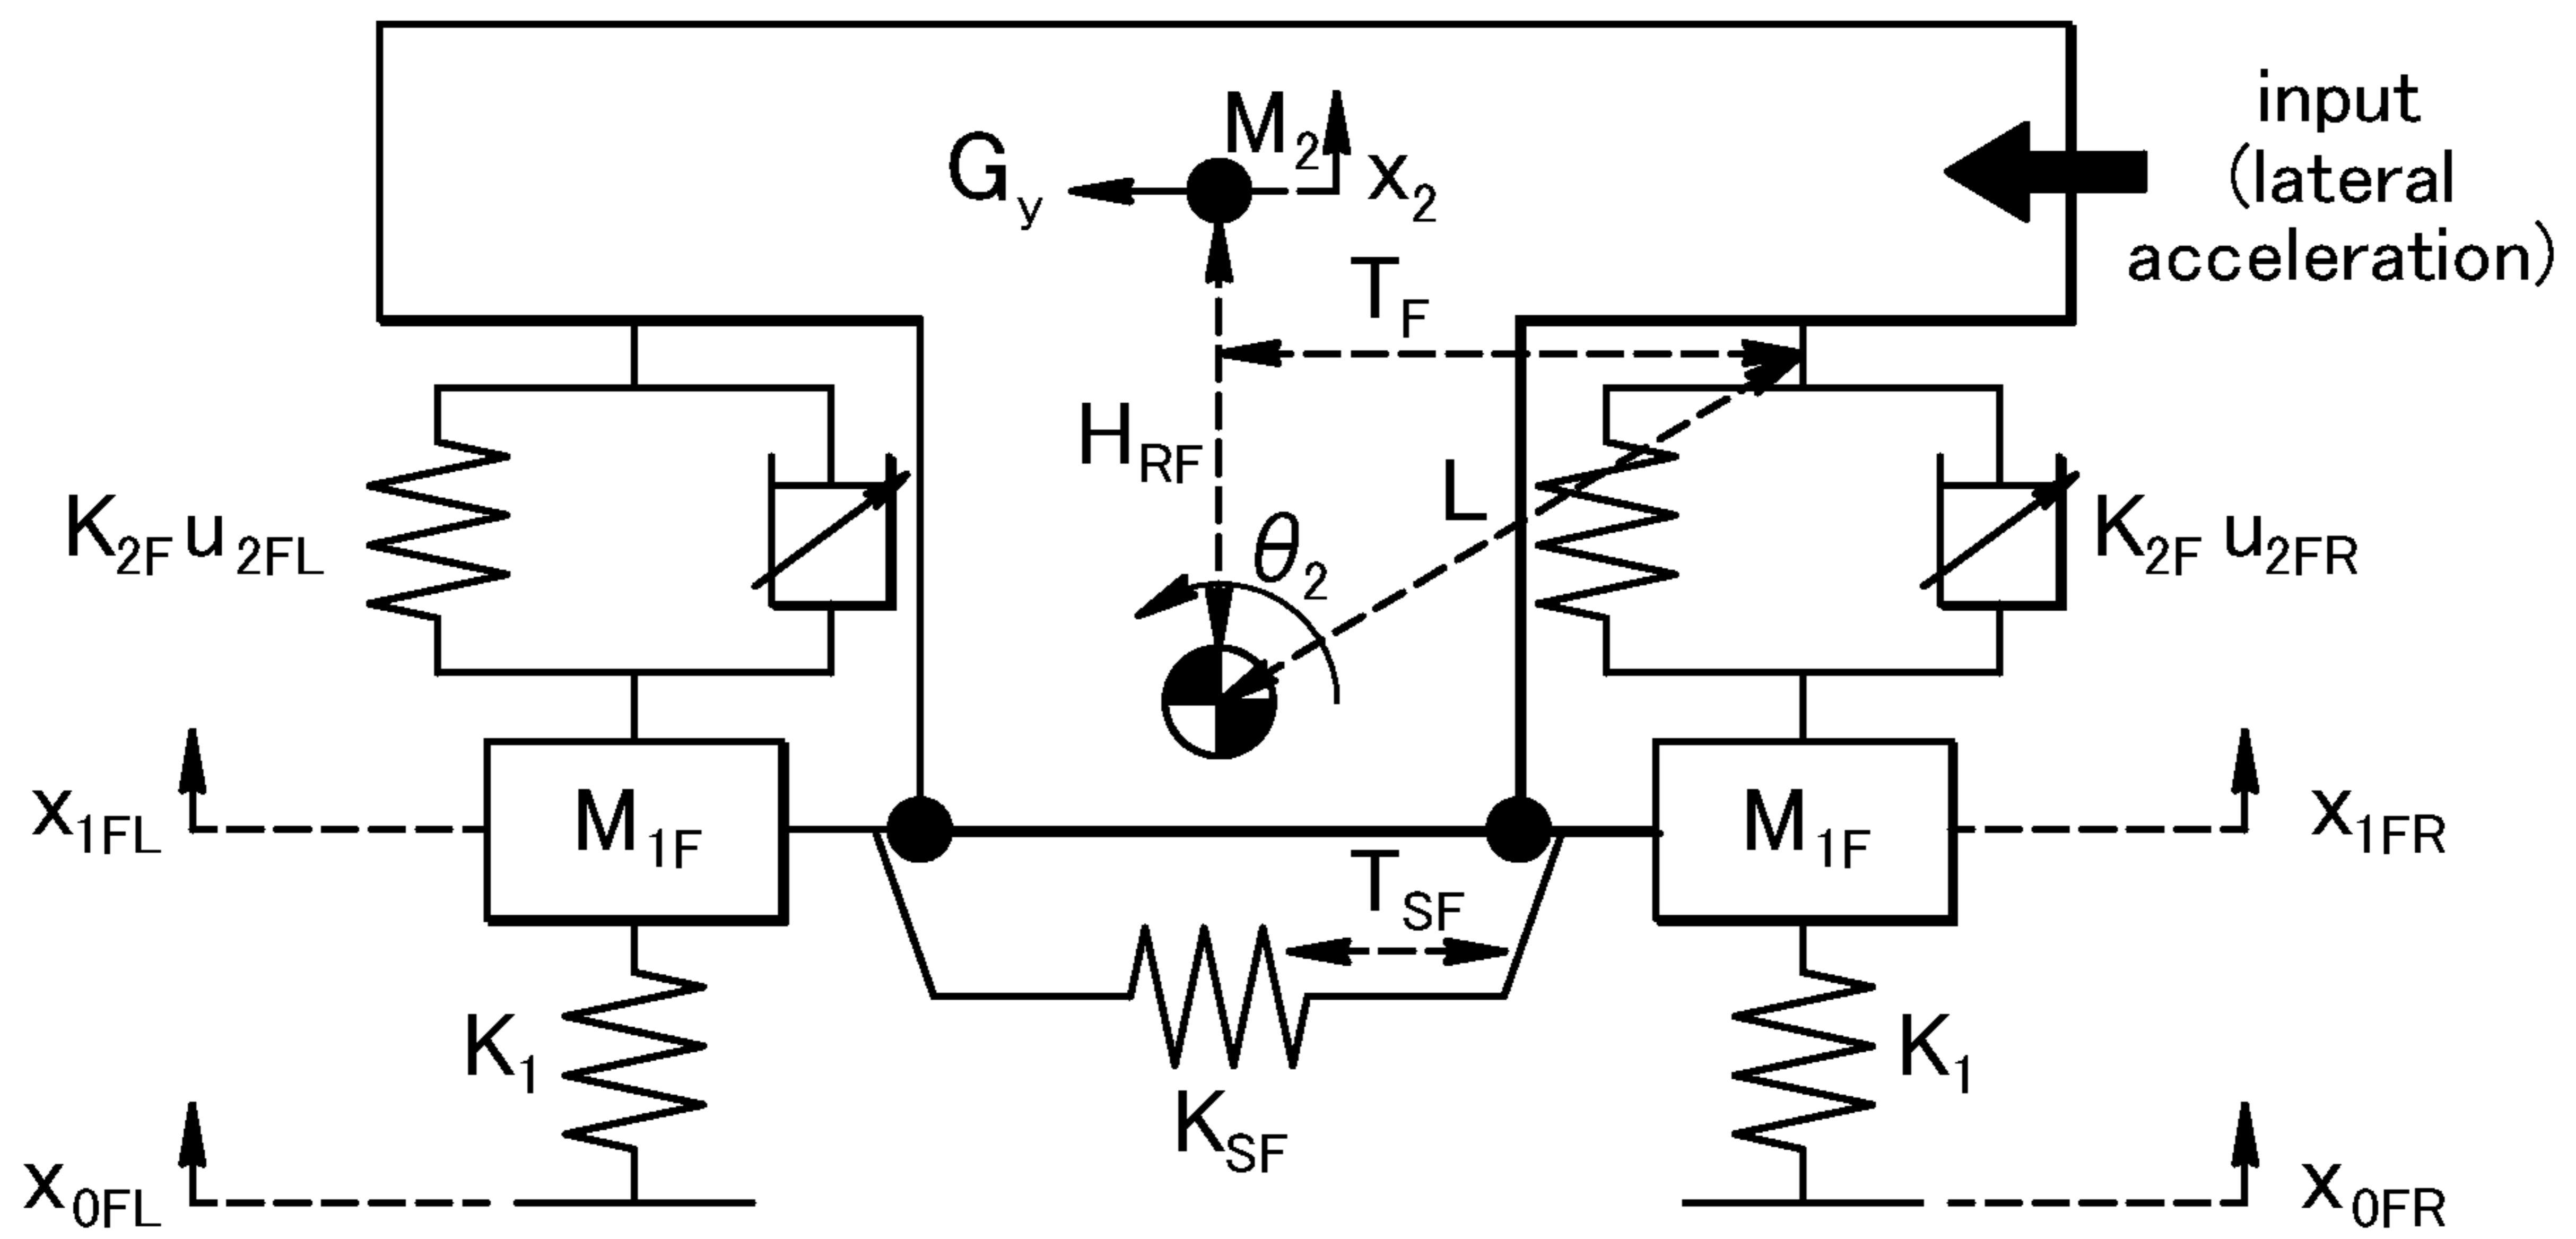 input
(lateral
acceleration)
M2
Gy
x2
TF
HRF
L
θ2
K2F u2FL
K2F u2FR
x1FL
M1F
M1F
x1FR
TSF
K1
K1
KSF
x0FL
x0FR